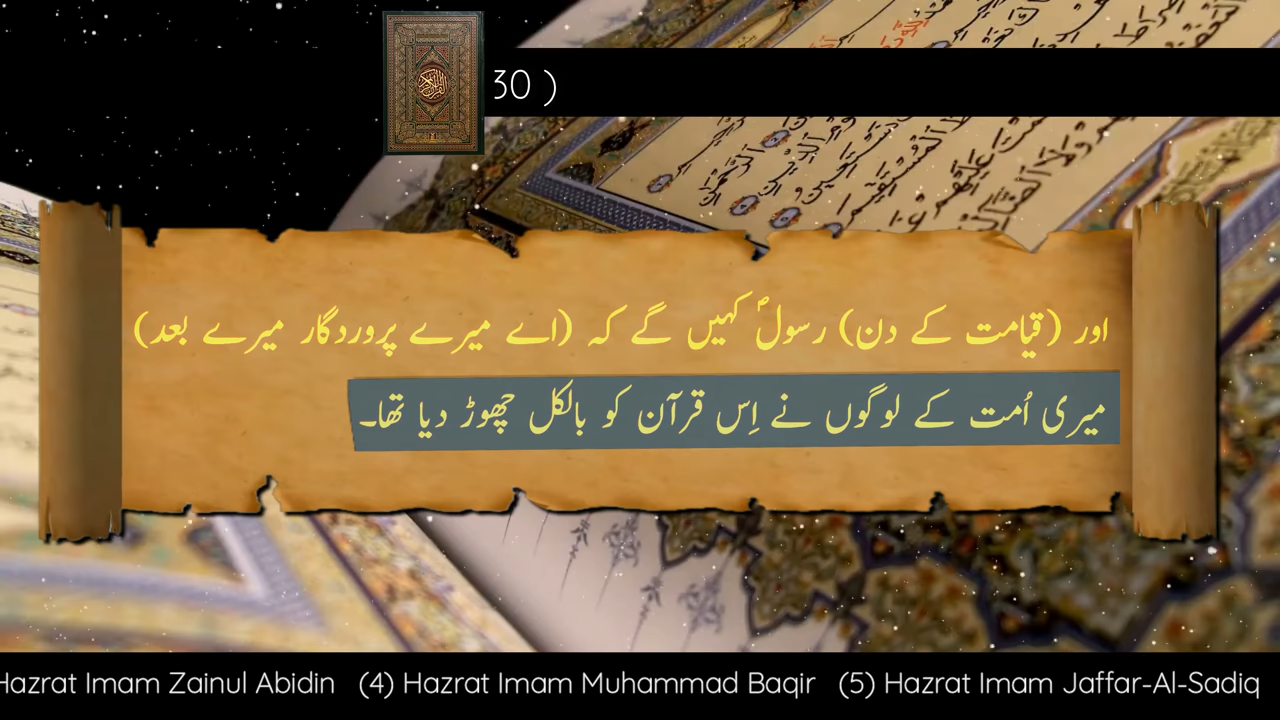 30 )
اور (قیامت کے دن) رسولؐ کہیں گے کہ (اے میرے پروردگار میرے بعد)
میری اُمت کے لوگوں نے اِس قرآن کو بالکل چھوڑ دیا تھا۔
Hazrat Imam Zainul Abidin (4) Hazrat Imam Muhammad Baqir (5) Hazrat Imam Jaffar-Al-Sadiq